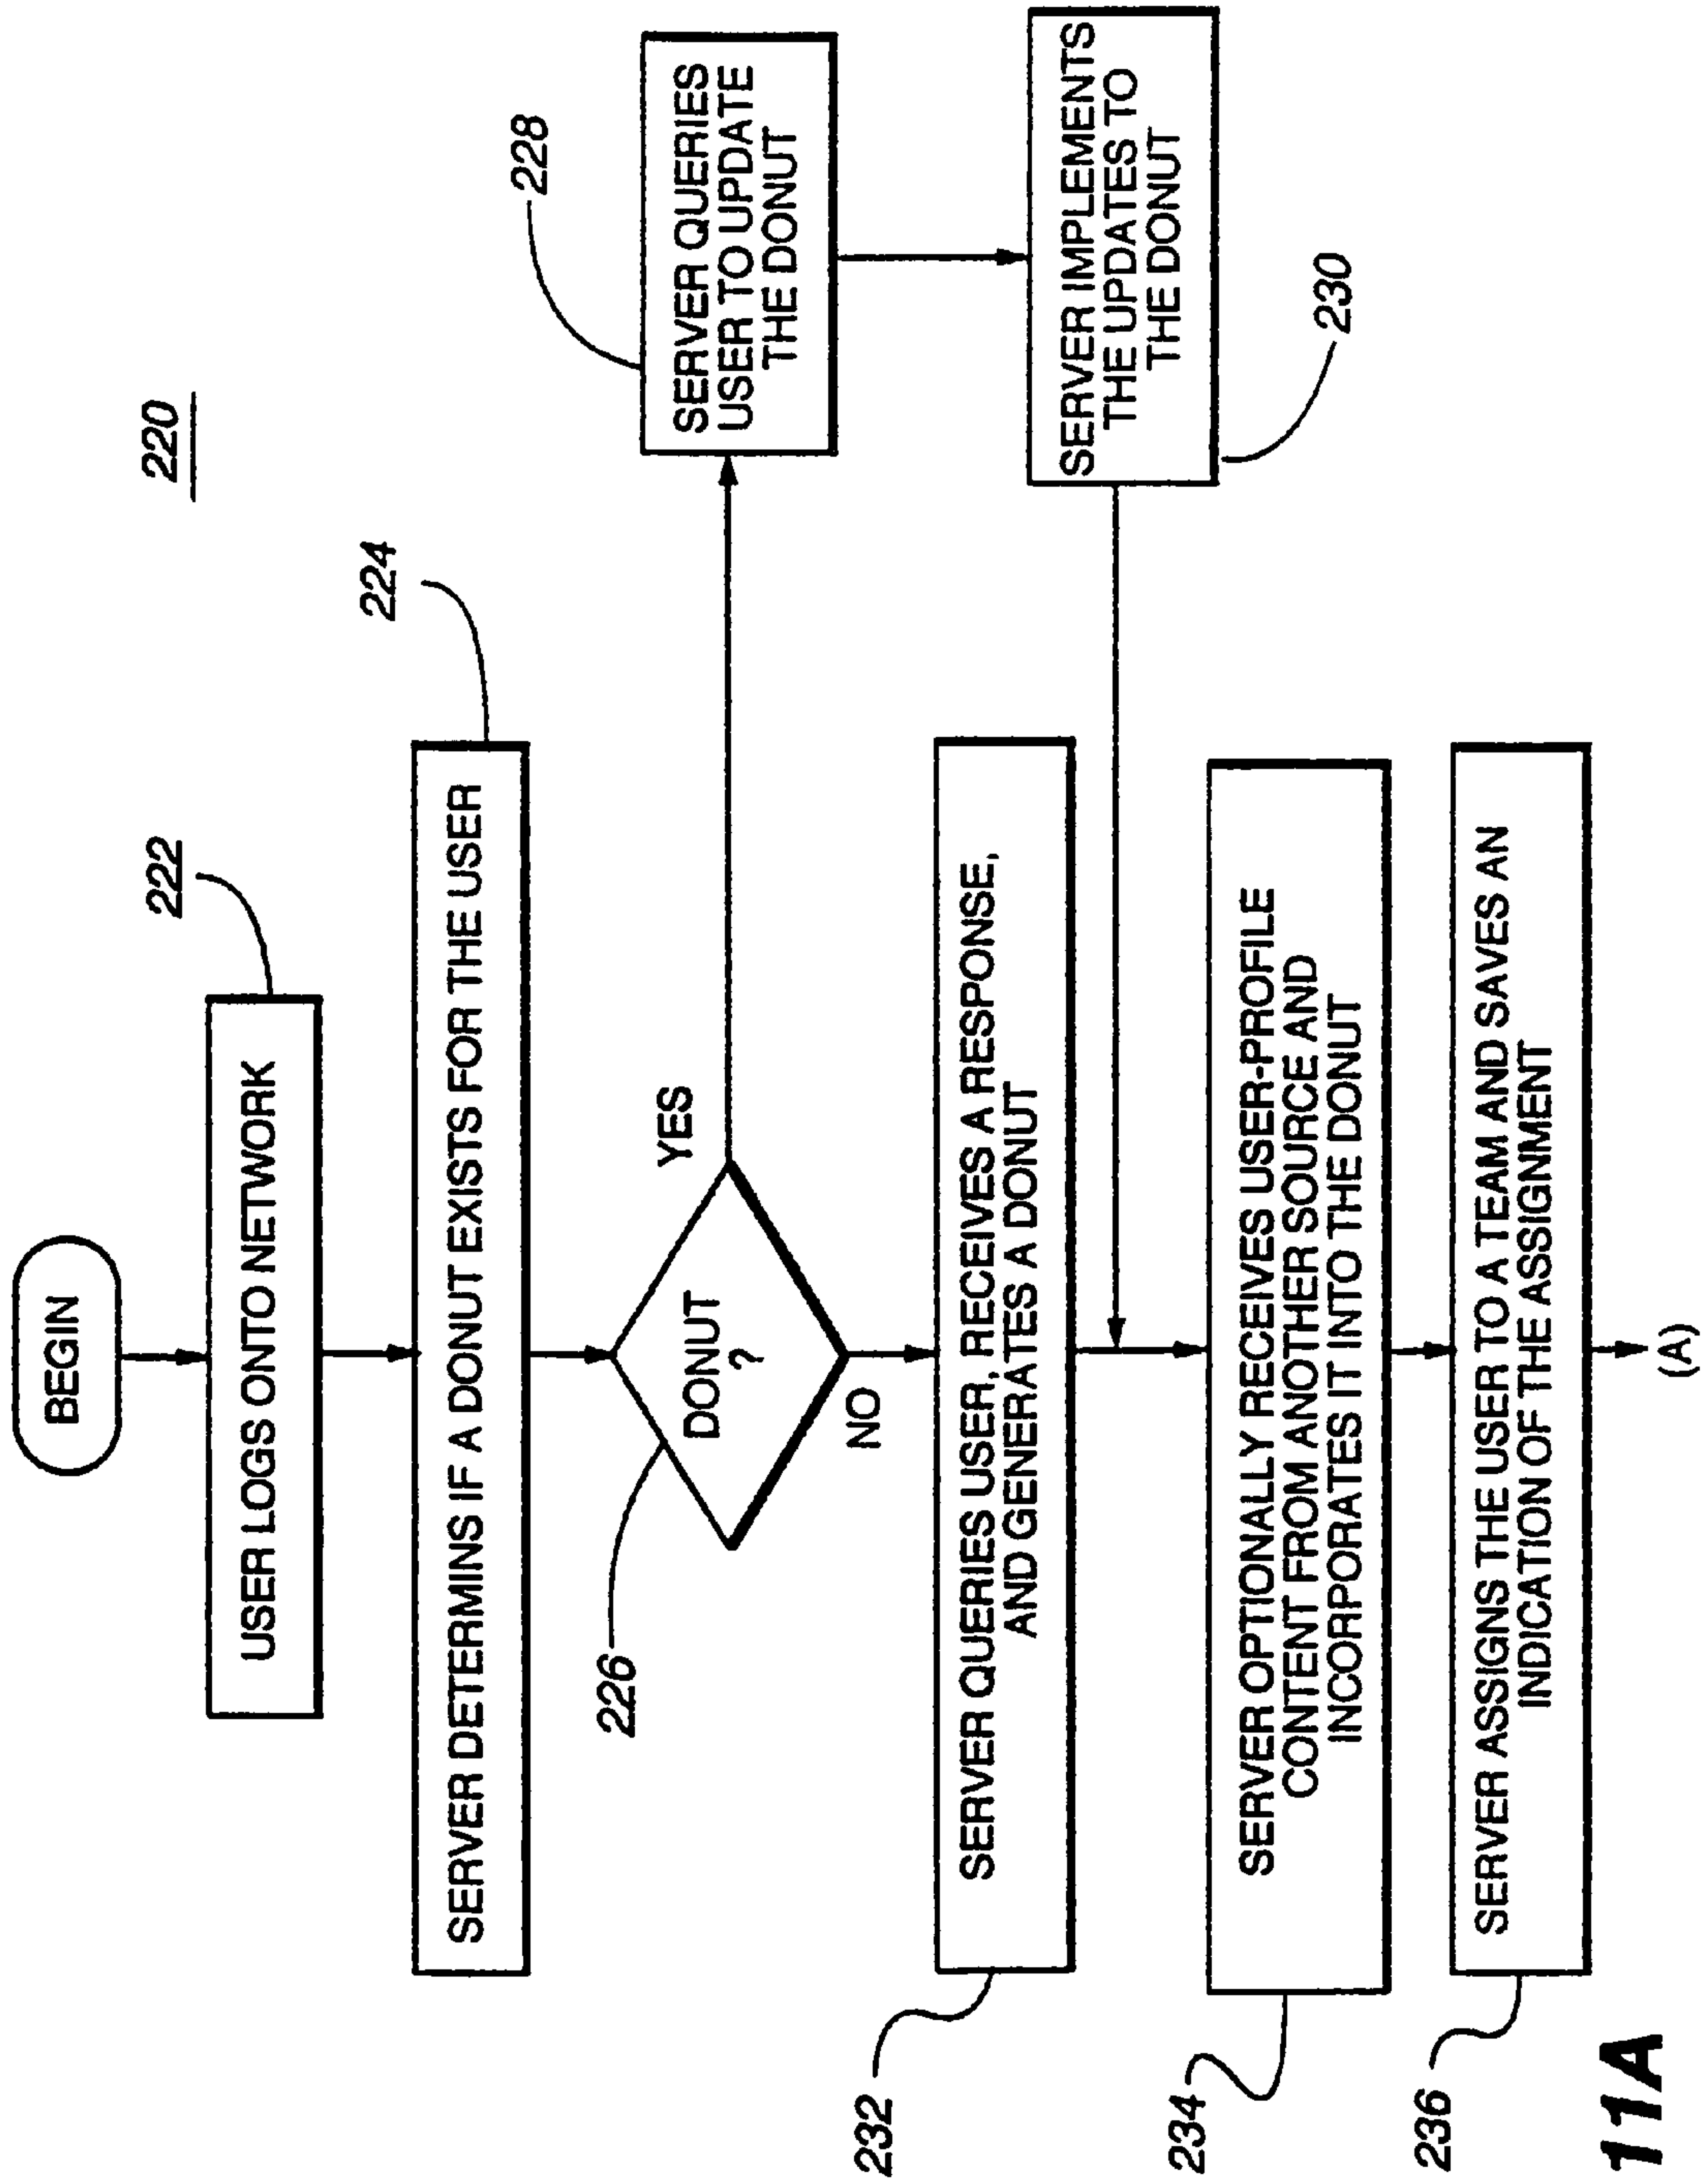 220
BEGIN
222
USER LOGS ONTO NETWORK
224
SERVER DETERMINS IF A DONUT EXISTS FOR THE USER
226
DONUT
?
YES
NO
228
SERVER QUERIES
USER TO UPDATE
THE DONUT
SERVER IMPLEMENTS
THE UPDATES TO
THE DONUT
230
232
SERVER QUERIES USER, RECEIVES A RESPONSE,
AND GENERATES A DONUT
234
SERVER OPTIONALLY RECEIVES USER-PROFILE
CONTENT FROM ANOTHER SOURCE AND
INCORPORATES IT INTO THE DONUT
236
SERVER ASSIGNS THE USER TO A TEAM AND SAVES AN
INDICATION OF THE ASSIGNMENT
(A)
11A